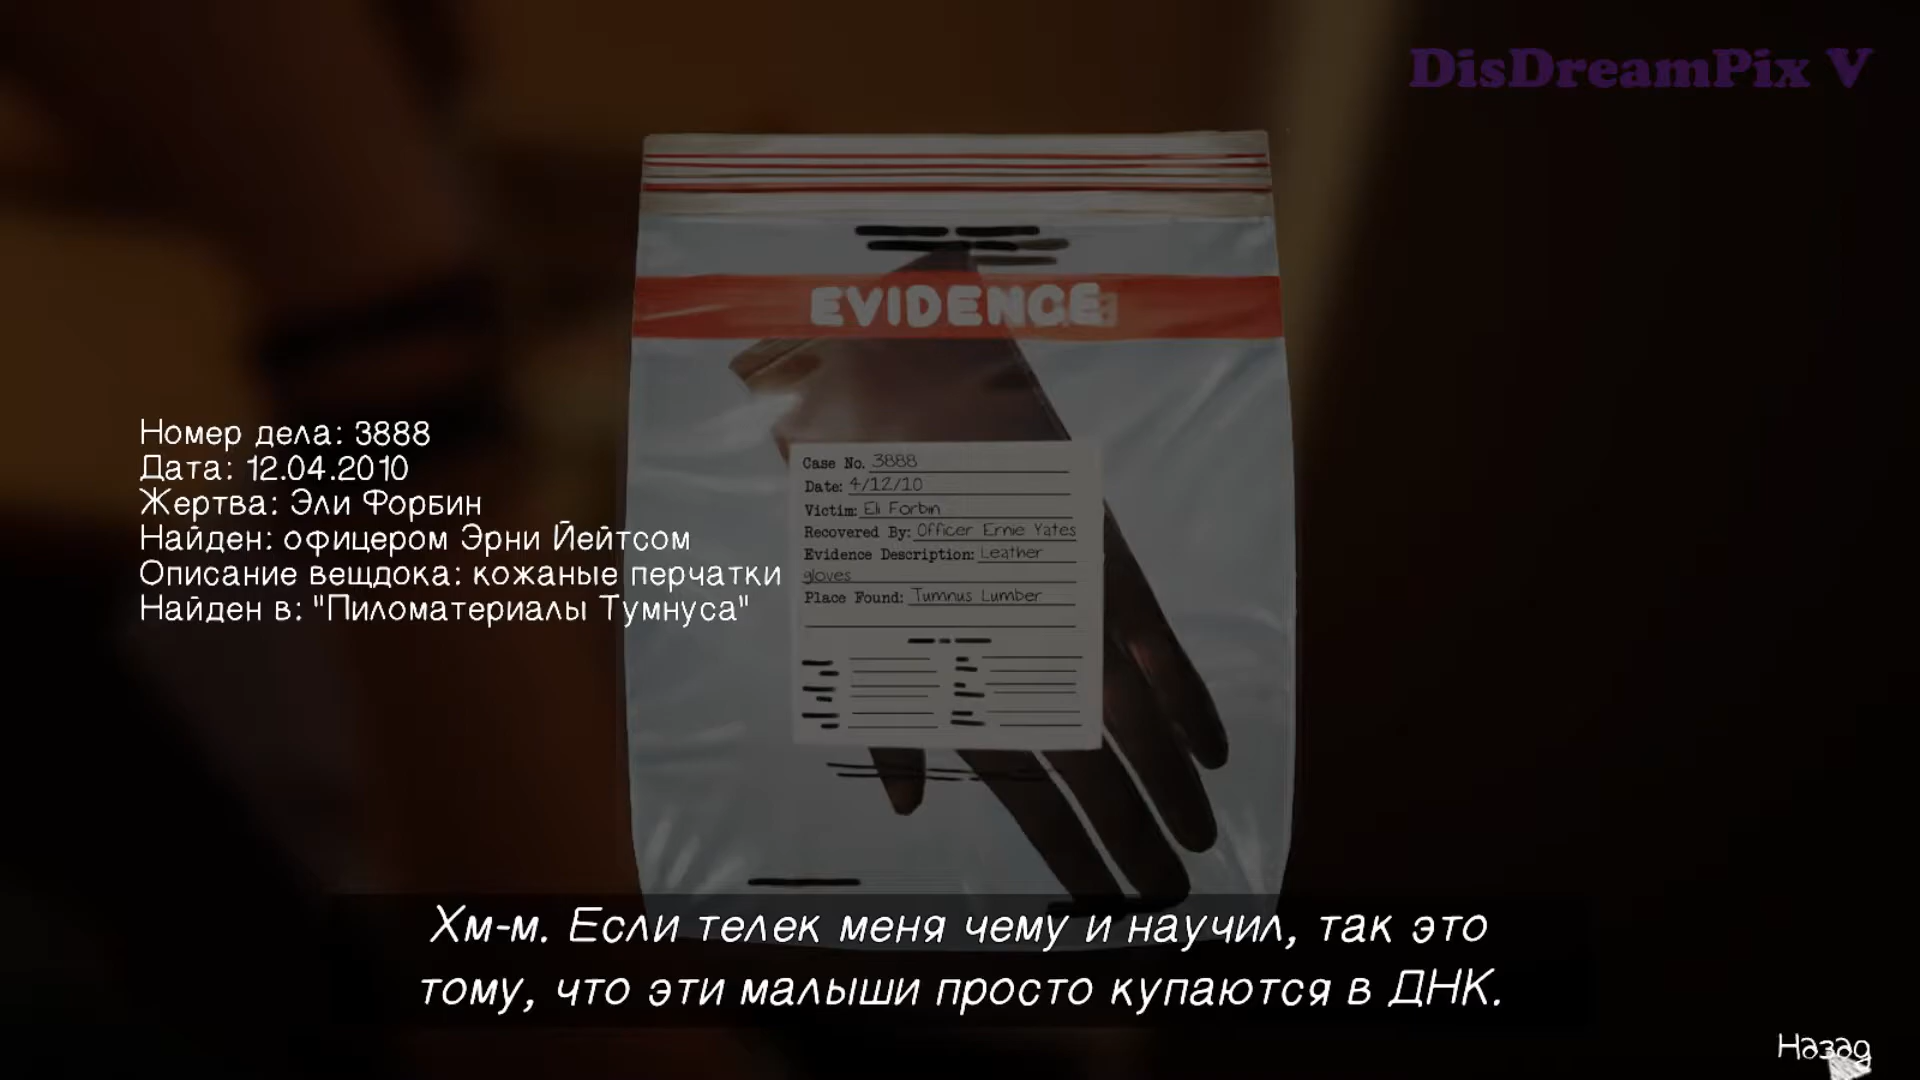 DisDreamPix V
EVIDENCE
Номер дела: 3888
Дата: 12.04.2010
Жертва: Эли Форбин
Найден: офицером Эрни Йейтсом
Описание вещдока: кожаные перчатки
Найден в: "Пиломатериалы Тумнуса"
Case No. 3888
Date: 4/12/10
Victim: Eli Forbin
Recovered By: Officer Ernie Yates
Evidence Description: Leather
gloves
Place Found: Tumnus Lumber
Хм-м. Если телек меня чему и научил, так это
тому, что эти малыши просто купаются в ДНК.
Назад